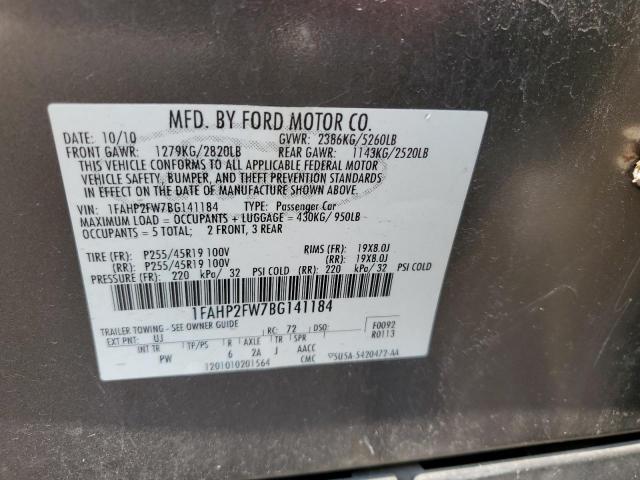 MFD. BY FORD MOTOR CO.
DATE: 10/10 GVWR: 2386KG/5260LB
FRONT GAWR: 1279KG/2820LB REAR GAWR: 1143KG/2520LB
THIS VEHICLE CONFORMS TO ALL APPLICABLE FEDERAL MOTOR
VEHICLE SAFETY, BUMPER, AND THEFT PREVENTION STANDARDS
IN EFFECT ON THE DATE OF MANUFACTURE SHOWN ABOVE.
VIN: 1FAHP2FW7BG141184 TYPE: Passenger Car
MAXIMUM LOAD = OCCUPANTS + LUGGAGE = 430KG/ 950LB
OCCUPANTS = 5 TOTAL: 2 FRONT, 3 REAR
TIRE (FR): P255/45R19 100V RIMS (FR): 19X8.0J
(RR): P255/45R19 100V (RR): 19X8.0J
PRESSURE (FR): 220 kPa/ 32 PSI COLD (RR): 220 kPa/ 32 PSI COLD
1FAHP2FW7BG141184
TRAILER TOWING - SEE OWNER GUIDE
EXT PNT: UJ RC: 72 DSO: F0092
INT TR TP/PS R AXLE TR SPR R0113
PW 6 2A J AACC
1201010201564 CMC 5U5A-5420472-AA